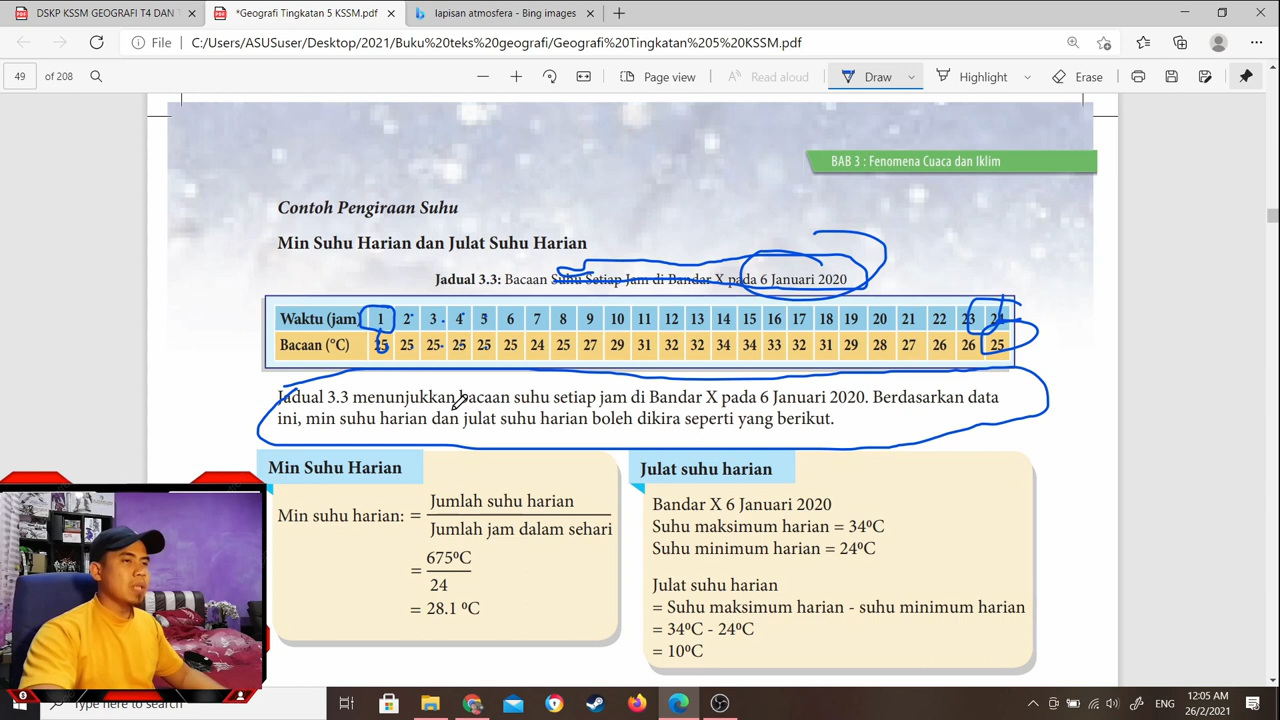 DSKP KSSM GEOGRAFI T4 DAN
*Geografi Tingkatan 5 KSSM.pdf
lapisan atmosfera - Bing images
File
C:/Users/ASUSuser/Desktop/2021/Buku%20teks%20geografi/Geografi%20Tingkatan%205%20KSSM.pdf
49 of 208
Page view
Read aloud
Draw
Highlight
Erase
BAB 3 : Fenomena Cuaca dan Iklim
Contoh Pengiraan Suhu
Min Suhu Harian dan Julat Suhu Harian
Jadual 3.3: Bacaan Suhu Setiap Jam di Bandar X pada 6 Januari 2020
Waktu (jam) 1 2 3 4 5 6 7 8 9 10 11 12 13 14 15 16 17 18 19 20 21 22 23 24
Bacaan (°C) 25 25 25 25 25 25 24 25 27 29 31 32 32 34 34 33 32 31 29 28 27 26 26 25
Jadual 3.3 menunjukkan bacaan suhu setiap jam di Bandar X pada 6 Januari 2020. Berdasarkan data
ini, min suhu harian dan julat suhu harian boleh dikira seperti yang berikut.
Min Suhu Harian
Min suhu harian: = Jumlah suhu harian
Jumlah jam dalam sehari
= 675⁰C
24
= 28.1 ⁰C
Julat suhu harian
Bandar X 6 Januari 2020
Suhu maksimum harian = 34⁰C
Suhu minimum harian = 24⁰C
Julat suhu harian
= Suhu maksimum harian - suhu minimum harian
= 34⁰C - 24⁰C
= 10⁰C
Type here to search
12:05 AM
26/2/2021